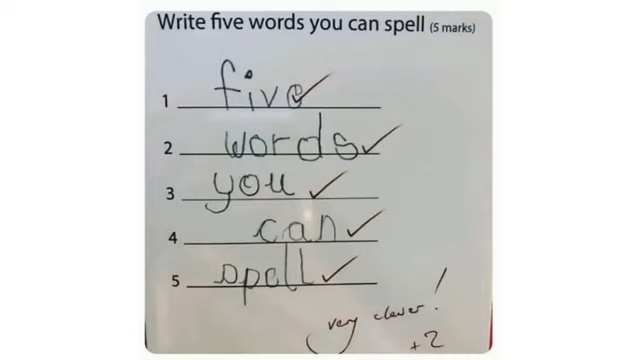 Write five words you can spell (5 marks)
1 five
2 words
3 you
4 can
5 spell
very clever!
+2